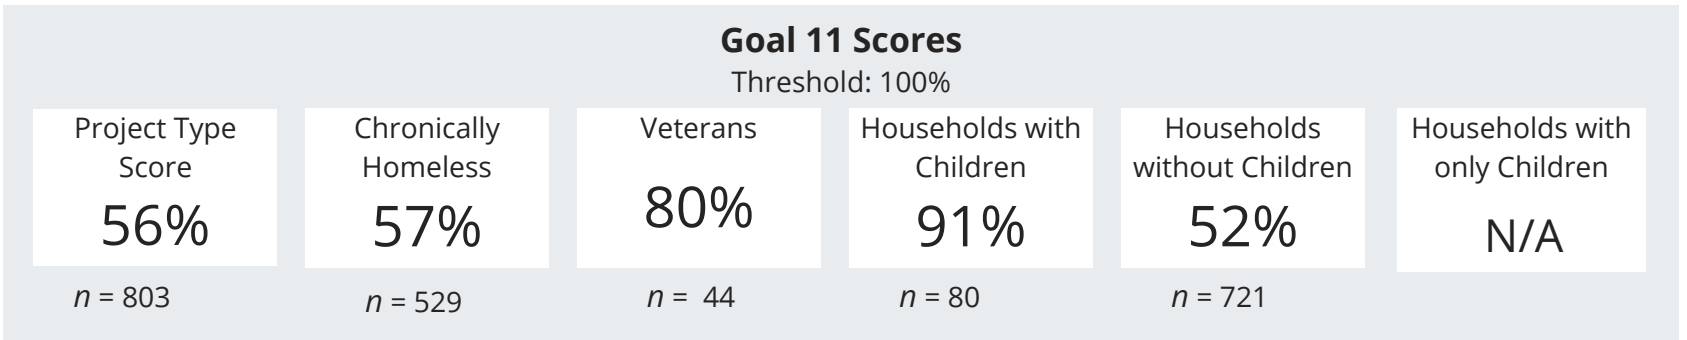 Goal 11 Scores
Threshold: 100%
Project Type
Score
56%
n = 803
Chronically
Homeless
57%
n = 529
Veterans
80%
n = 44
Households with
Children
91%
n = 80
Households
without Children
52%
n = 721
Households with
only Children
N/A